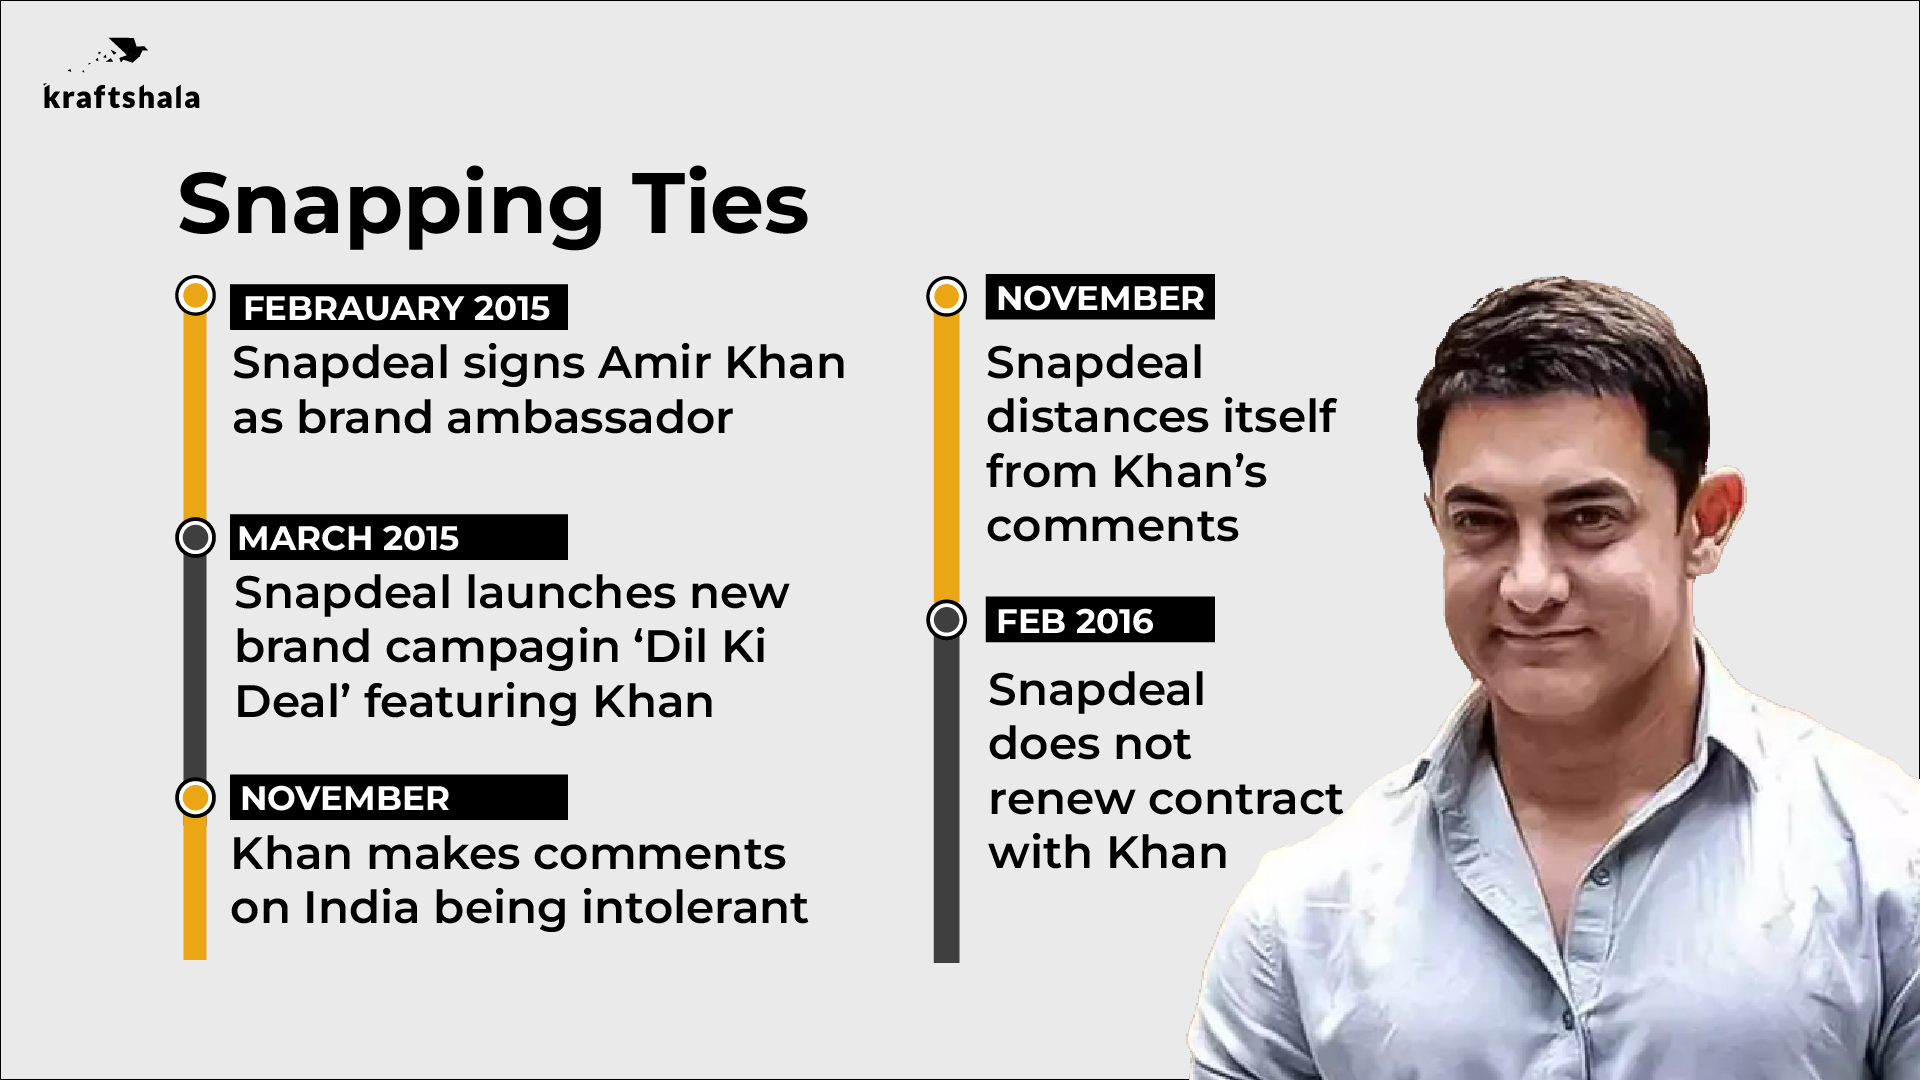 kraftshala
Snapping Ties
FEBRAUARY 2015
Snapdeal signs Amir Khan
as brand ambassador
MARCH 2015
Snapdeal launches new
brand campagin ‘Dil Ki
Deal’ featuring Khan
NOVEMBER
Khan makes comments
on India being intolerant
NOVEMBER
Snapdeal
distances itself
from Khan’s
comments
FEB 2016
Snapdeal
does not
renew contract
with Khan